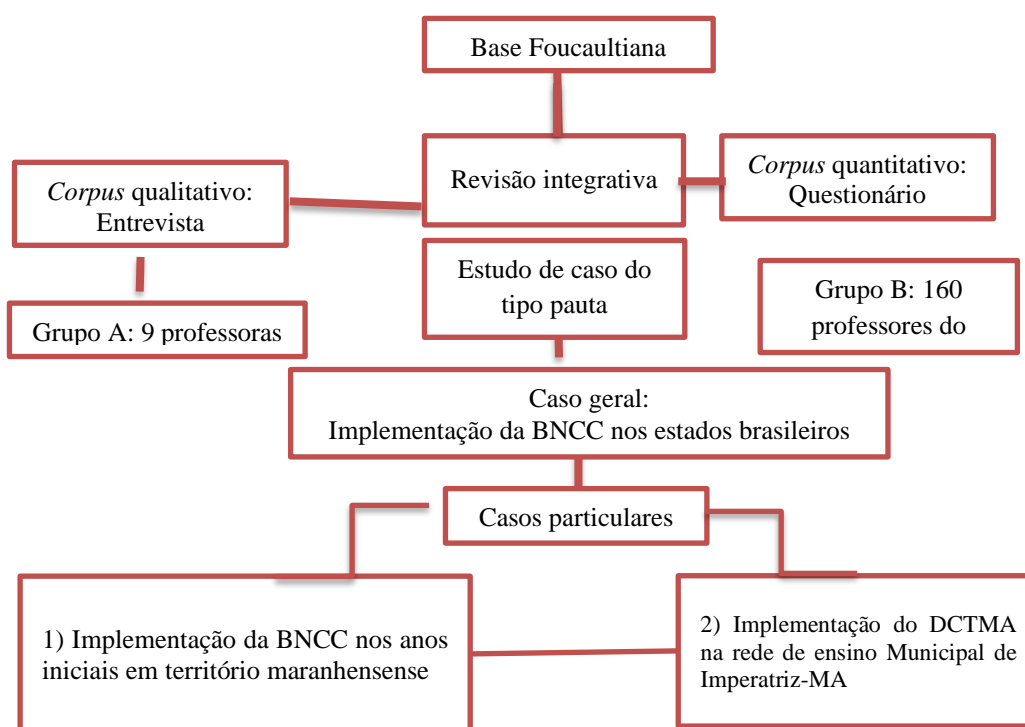 Base Foucaultiana
Corpus qualitativo:
Entrevista
Revisão integrativa
Corpus quantitativo:
Questionário
Grupo A: 9 professoras
Estudo de caso do
tipo pauta
Grupo B: 160
professores do
Caso geral:
Implementação da BNCC nos estados brasileiros
Casos particulares
1) Implementação da BNCC nos anos
iniciais em território maranhensense
2) Implementação do DCTMA
na rede de ensino Municipal de
Imperatriz-MA